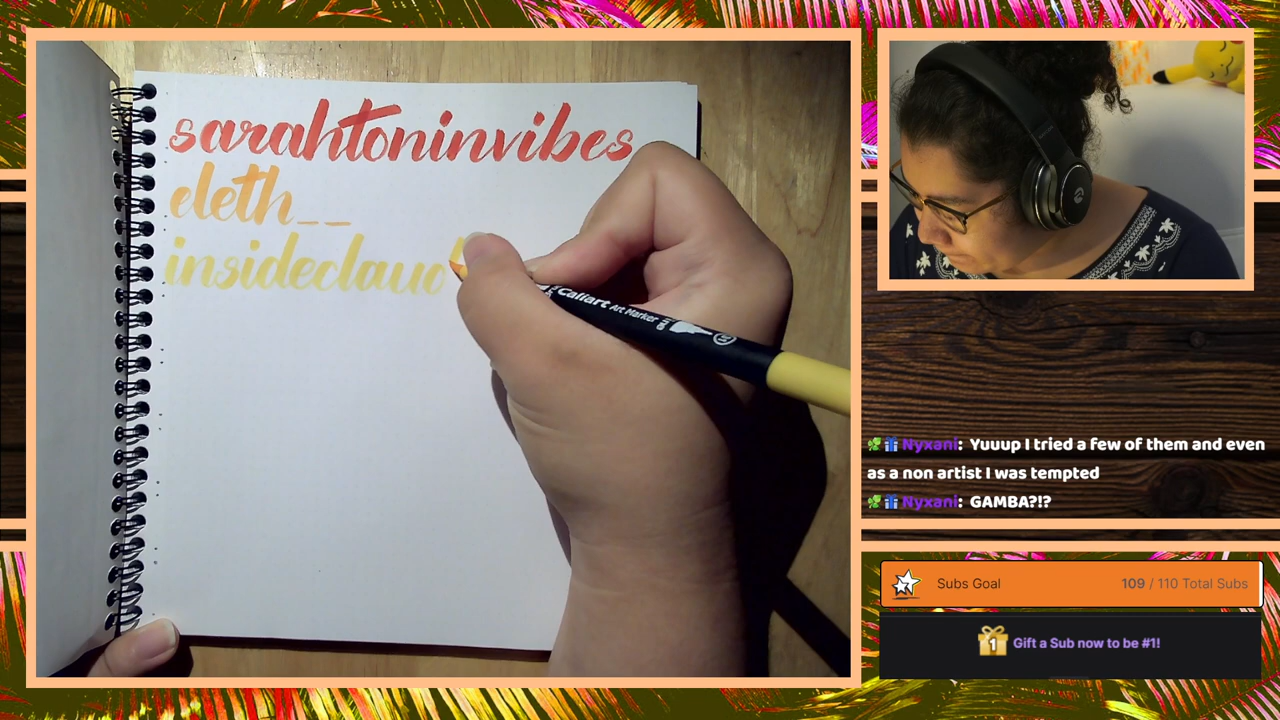 sarahtoninvibes
eleth__
insideclaud
Callart Art Marker
Nyxani: Yuuup I tried a few of them and even
as a non artist I was tempted
Nyxani: GAMBA?!?
Subs Goal 109 / 110 Total Subs
1 Gift a Sub now to be #1!